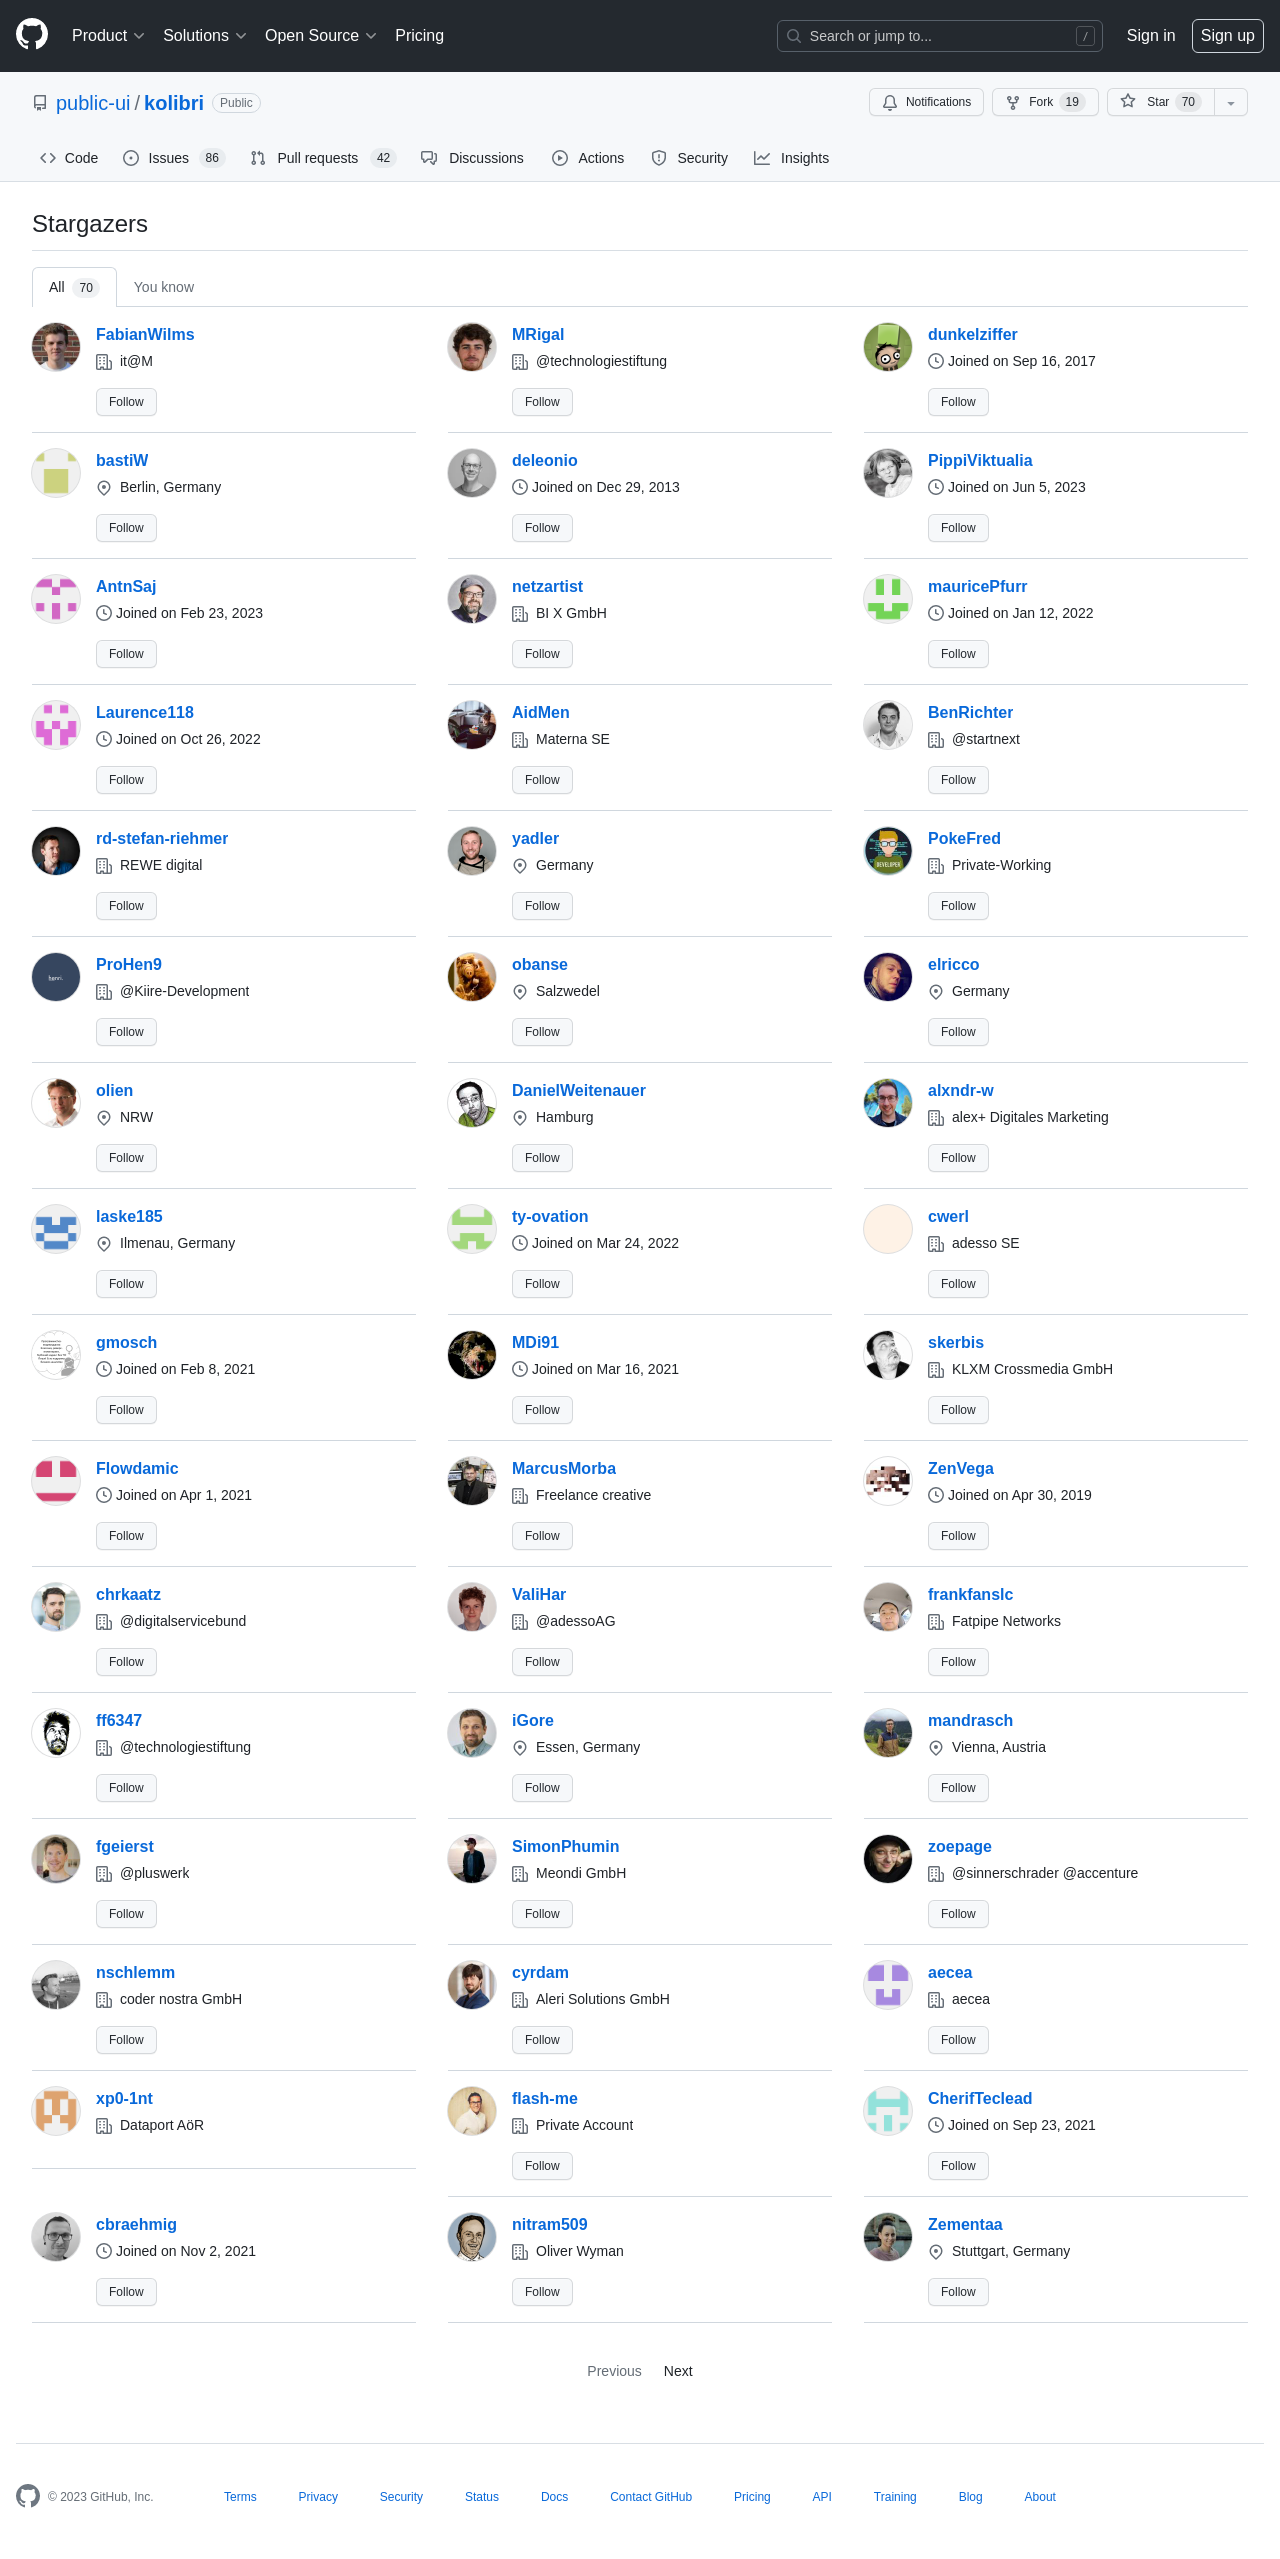 Product Solutions Open Source Pricing Search or jump to... / Sign in Sign up
public-ui / kolibri Public Notifications Fork 19 Star 70
Code Issues 86 Pull requests 42 Discussions Actions Security Insights
Stargazers
All 70 You know
FabianWilms MRigal dunkelziffer
it@M @technologiestiftung Joined on Sep 16, 2017
Follow Follow Follow
bastiW deleonio PippiViktualia
Berlin, Germany Joined on Dec 29, 2013 Joined on Jun 5, 2023
Follow Follow Follow
AntnSaj netzartist mauricePfurr
Joined on Feb 23, 2023 BI X GmbH Joined on Jan 12, 2022
Follow Follow Follow
Laurence118 AidMen BenRichter
Joined on Oct 26, 2022 Materna SE @startnext
Follow Follow Follow
rd-stefan-riehmer yadler PokeFred
REWE digital Germany Private-Working
Follow Follow Follow
ProHen9 obanse elricco
@Kiire-Development Salzwedel Germany
Follow Follow Follow
olien DanielWeitenauer alxndr-w
NRW Hamburg alex+ Digitales Marketing
Follow Follow Follow
laske185 ty-ovation cwerl
Ilmenau, Germany Joined on Mar 24, 2022 adesso SE
Follow Follow Follow
gmosch MDi91 skerbis
Joined on Feb 8, 2021 Joined on Mar 16, 2021 KLXM Crossmedia GmbH
Follow Follow Follow
Flowdamic MarcusMorba ZenVega
Joined on Apr 1, 2021 Freelance creative Joined on Apr 30, 2019
Follow Follow Follow
chrkaatz ValiHar frankfanslc
@digitalservicebund @adessoAG Fatpipe Networks
Follow Follow Follow
ff6347 iGore mandrasch
@technologiestiftung Essen, Germany Vienna, Austria
Follow Follow Follow
fgeierst SimonPhumin zoepage
@pluswerk Meondi GmbH @sinnerschrader @accenture
Follow Follow Follow
nschlemm cyrdam aecea
coder nostra GmbH Aleri Solutions GmbH aecea
Follow Follow Follow
xp0-1nt flash-me CherifTeclead
Dataport AöR Private Account Joined on Sep 23, 2021
Follow Follow
cbraehmig nitram509 Zementaa
Joined on Nov 2, 2021 Oliver Wyman Stuttgart, Germany
Follow Follow Follow
Previous Next
© 2023 GitHub, Inc. Terms Privacy Security Status Docs Contact GitHub Pricing API Training Blog About